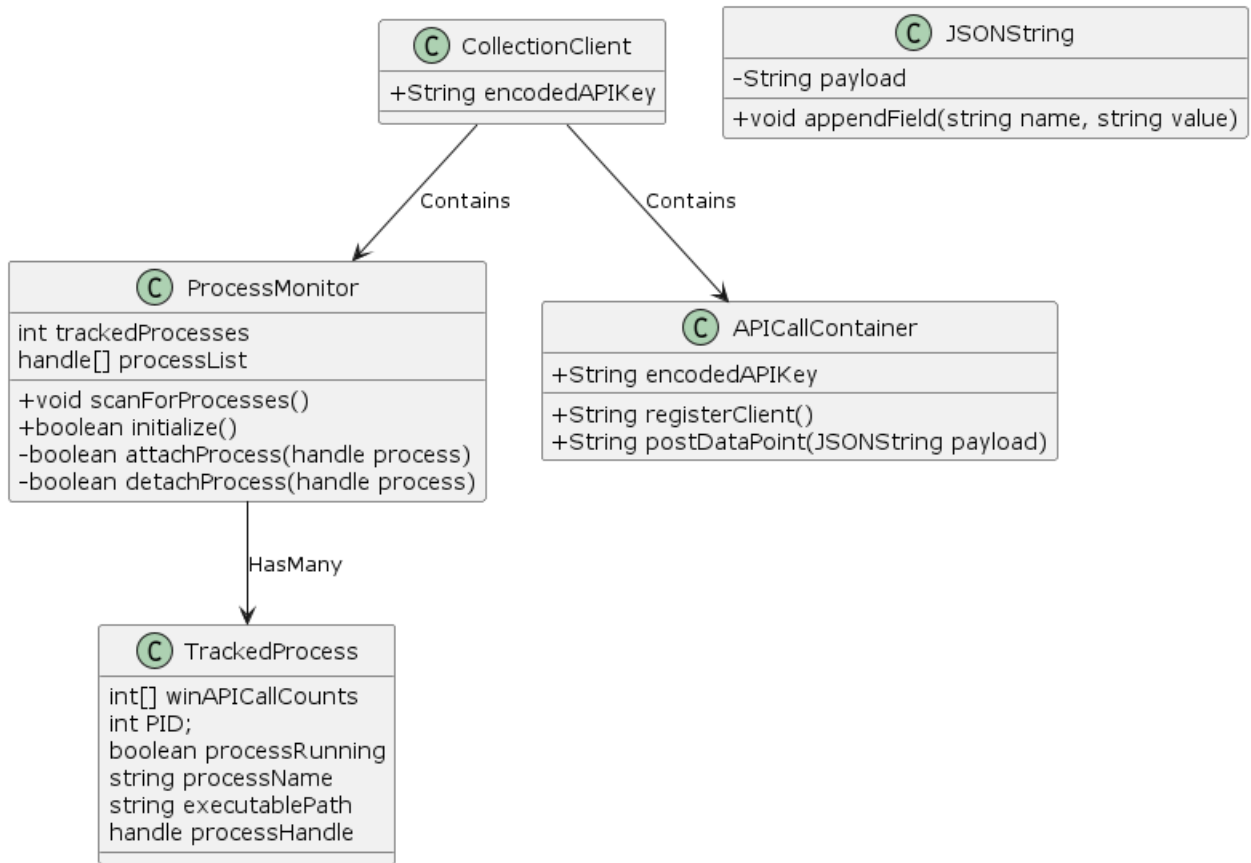 C CollectionClient
+String encodedAPIKey
C JSONString
-String payload
+void appendField(string name, string value)
Contains
Contains
C ProcessMonitor
int trackedProcesses
handle[] processList
+void scanForProcesses()
+boolean initialize()
-boolean attachProcess(handle process)
-boolean detachProcess(handle process)
C APICallContainer
+String encodedAPIKey
+String registerClient()
+String postDataPoint(JSONString payload)
HasMany
C TrackedProcess
int[] winAPICallCounts
int PID;
boolean processRunning
string processName
string executablePath
handle processHandle